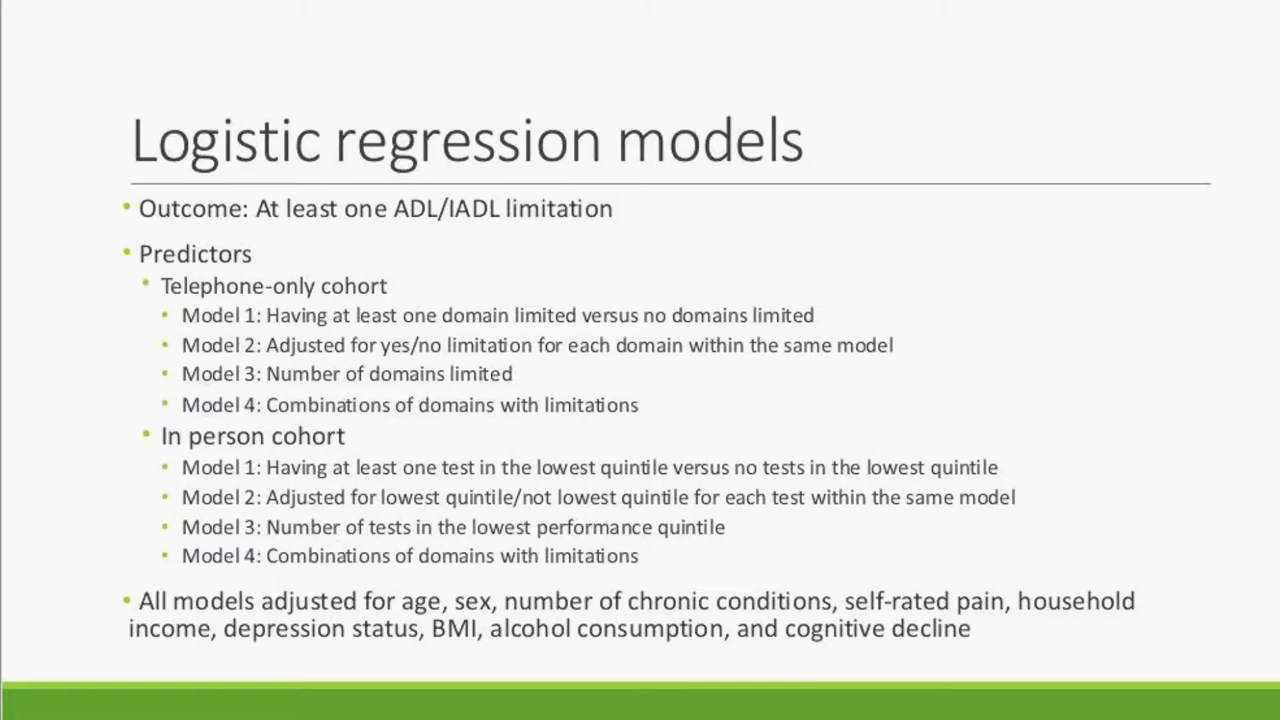 Logistic regression models
• Outcome: At least one ADL/IADL limitation
• Predictors
• Telephone-only cohort
• Model 1: Having at least one domain limited versus no domains limited
• Model 2: Adjusted for yes/no limitation for each domain within the same model
• Model 3: Number of domains limited
• Model 4: Combinations of domains with limitations
• In person cohort
• Model 1: Having at least one test in the lowest quintile versus no tests in the lowest quintile
• Model 2: Adjusted for lowest quintile/not lowest quintile for each test within the same model
• Model 3: Number of tests in the lowest performance quintile
• Model 4: Combinations of domains with limitations
• All models adjusted for age, sex, number of chronic conditions, self-rated pain, household
income, depression status, BMI, alcohol consumption, and cognitive decline